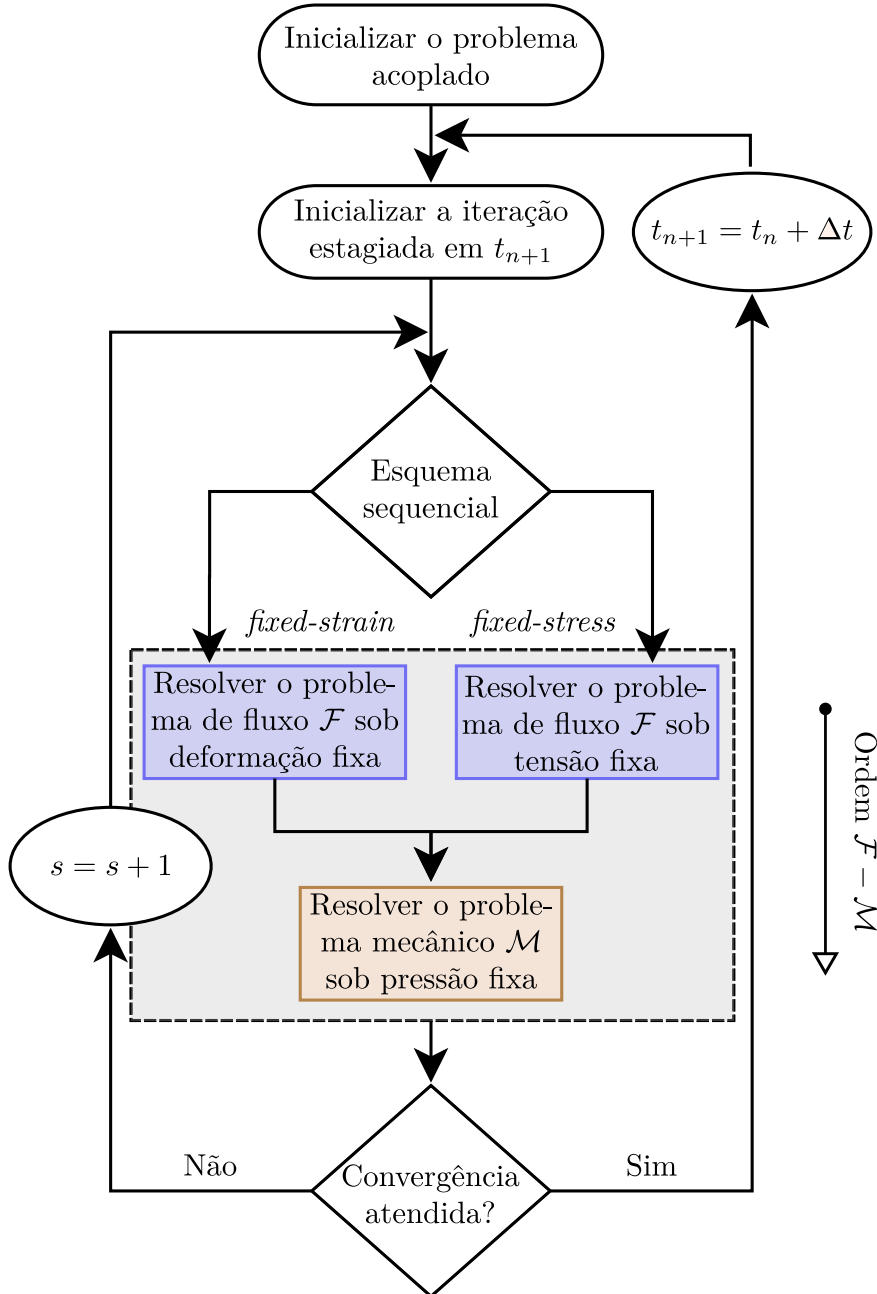 Inicializar o problema
acoplado
Inicializar a iteração
estagiada em $t_{n+1}$
$t_{n+1} = t_n + \Delta t$
Esquema
sequencial
fixed-strain
fixed-stress
Resolver o proble-
ma de fluxo $\mathcal{F}$ sob
deformação fixa
Resolver o proble-
ma de fluxo $\mathcal{F}$ sob
tensão fixa
Ordem $\mathcal{F} - \mathcal{M}$
$s = s + 1$
Resolver o proble-
ma mecânico $\mathcal{M}$
sob pressão fixa
Não
Sim
Convergência
atendida?